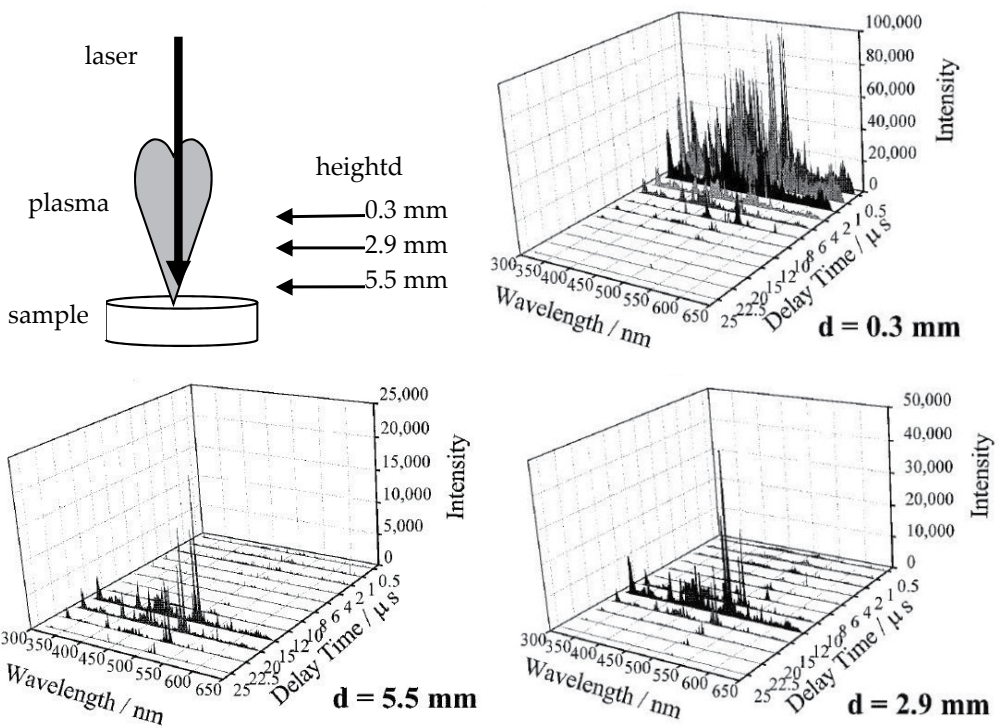 laser
plasma
sample
heightd
0.3 mm
2.9 mm
5.5 mm
100,000
80,000
60,000
40,000
20,000
0
Intensity
300
350
400
450
500
550
600
650
Wavelength / nm
25 22.5 20 15 12 10 8 6 4 2 1 0.5
Delay Time / μ s
d = 0.3 mm
25,000
20,000
15,000
10,000
5,000
0
Intensity
300
350
400
450
500
550
600
650
Wavelength / nm
25 22.5 20 15 12 10 8 6 4 2 1 0.5
Delay Time / μ s
d = 5.5 mm
50,000
40,000
30,000
20,000
10,000
0
Intensity
300
350
400
450
500
550
600
650
Wavelength / nm
25 22.5 20 15 12 10 8 6 4 2 1 0.5
Delay Time / μ s
d = 2.9 mm